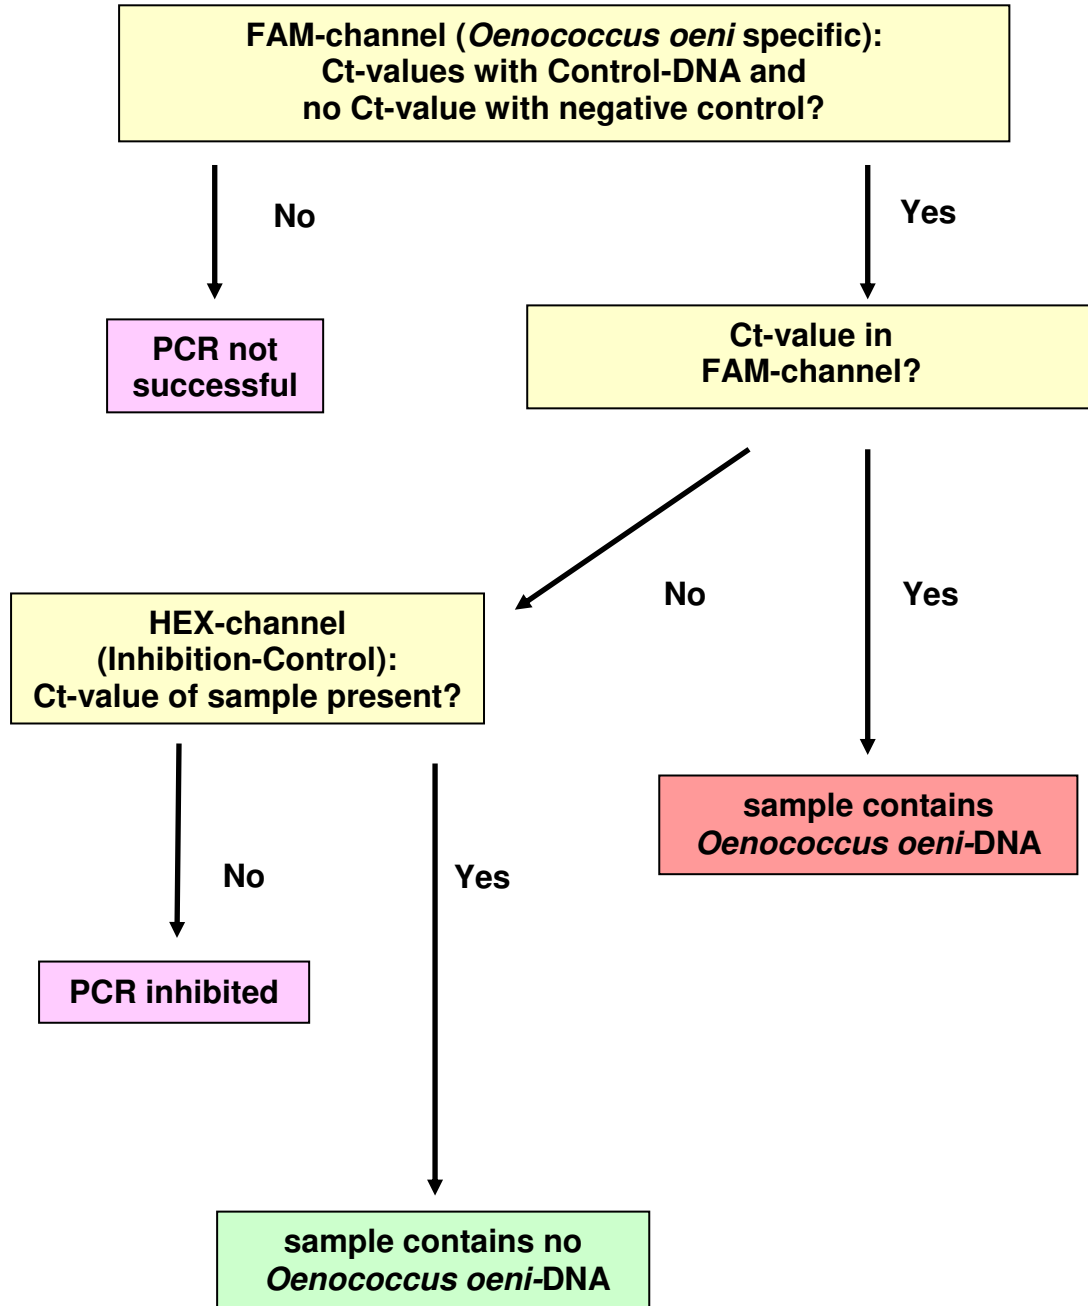 FAM-channel (Oenococcus oeni specific):
Ct-values with Control-DNA and
no Ct-value with negative control?
No
Yes
PCR not
successful
Ct-value in
FAM-channel?
No
Yes
HEX-channel
(Inhibition-Control):
Ct-value of sample present?
sample contains
Oenococcus oeni-DNA
No
Yes
PCR inhibited
sample contains no
Oenococcus oeni-DNA